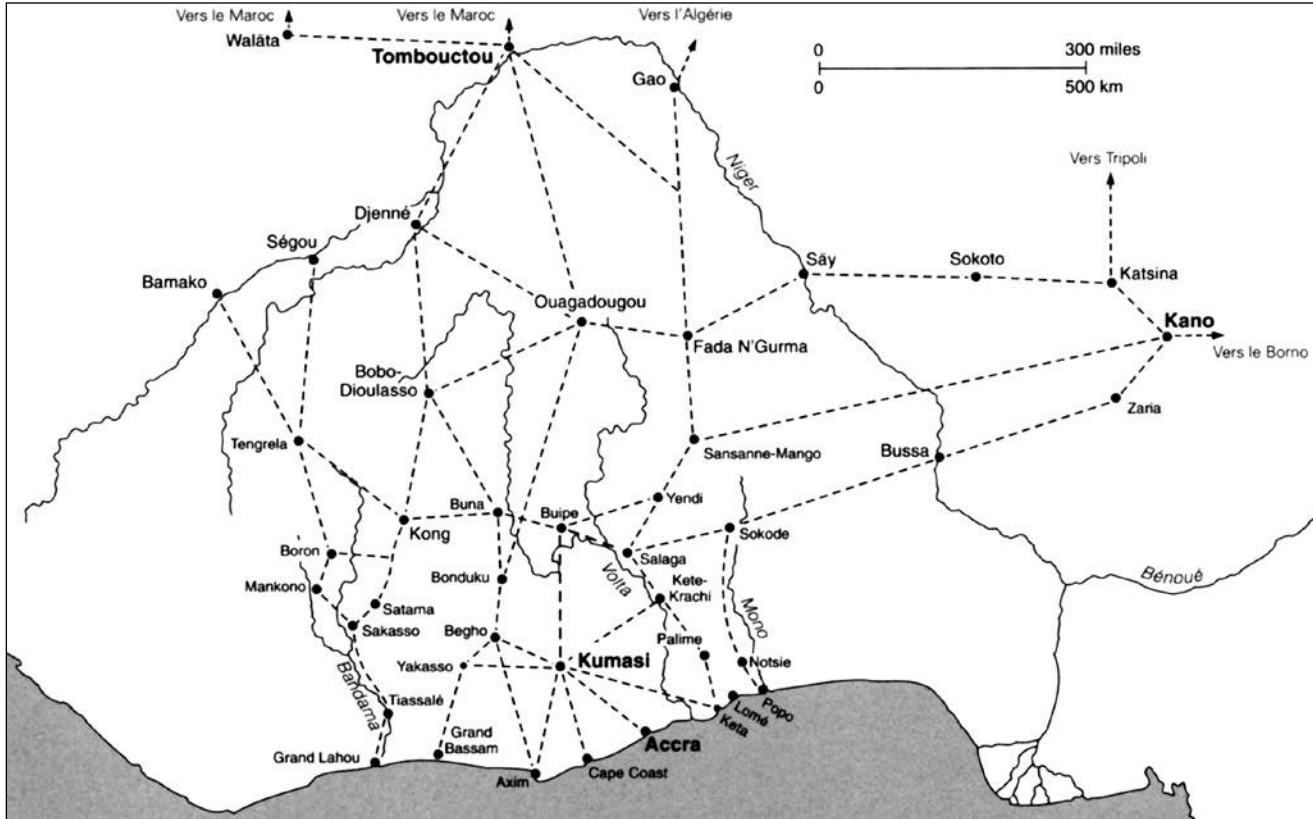 Vers le Maroc
Vers le Maroc
Vers l'Algérie
Walāta
Tombouctou
0 300 miles
0 500 km
Gao
Niger
Vers Tripoli
Djenné
Ségou
Bamako
Sāy
Sokoto
Katsina
Ouagadougou
Kano
Fada N'Gurma
Vers le Borno
Bobo-
Dioulasso
Zaria
Tengrela
Sansanne-Mango
Bussa
Yendi
Buna
Buipe
Kong
Sokode
Boron
Salaga
Bonduku
Volta
Kete-
Krachi
Bénoué
Mankono
Mono
Satama
Sakasso
Begho
Palime
Kumasi
Yakasso
Notsie
Bandama
Tiassalé
Popo
Lomé
Keta
Grand
Bassam
Accra
Grand Lahou
Axim
Cape Coast